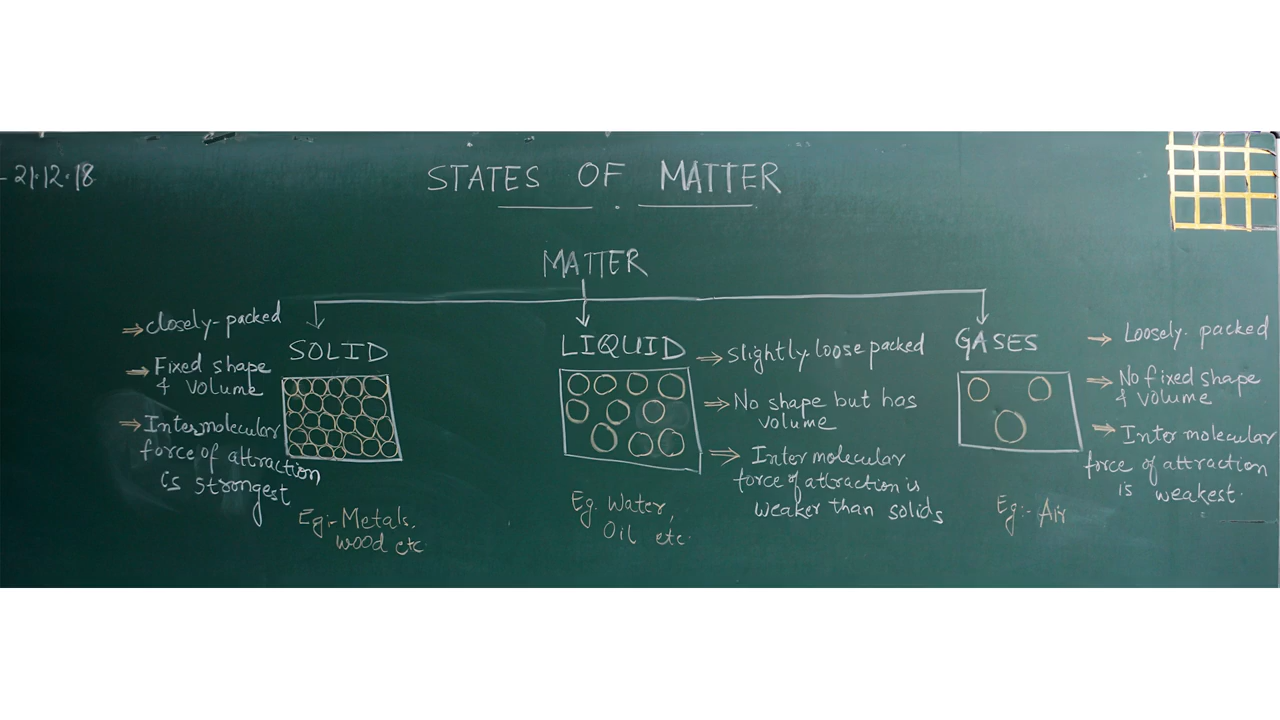 21.12.18
STATES OF MATTER
MATTER
SOLID
⇒ closely-packed
⇒ Fixed shape
& volume
⇒ Intermolecular
force of attraction
is strongest
Eg:- Metals,
wood etc
LIQUID
⇒ Slightly loose packed
⇒ No shape but has
volume
⇒ Inter molecular
force of attraction is
weaker than solids
Eg. Water,
Oil etc.
GASES
⇒ Loosely. packed
⇒ No fixed shape
& volume
⇒ Inter molecular
force of attraction
is weakest.
Eg:- Air